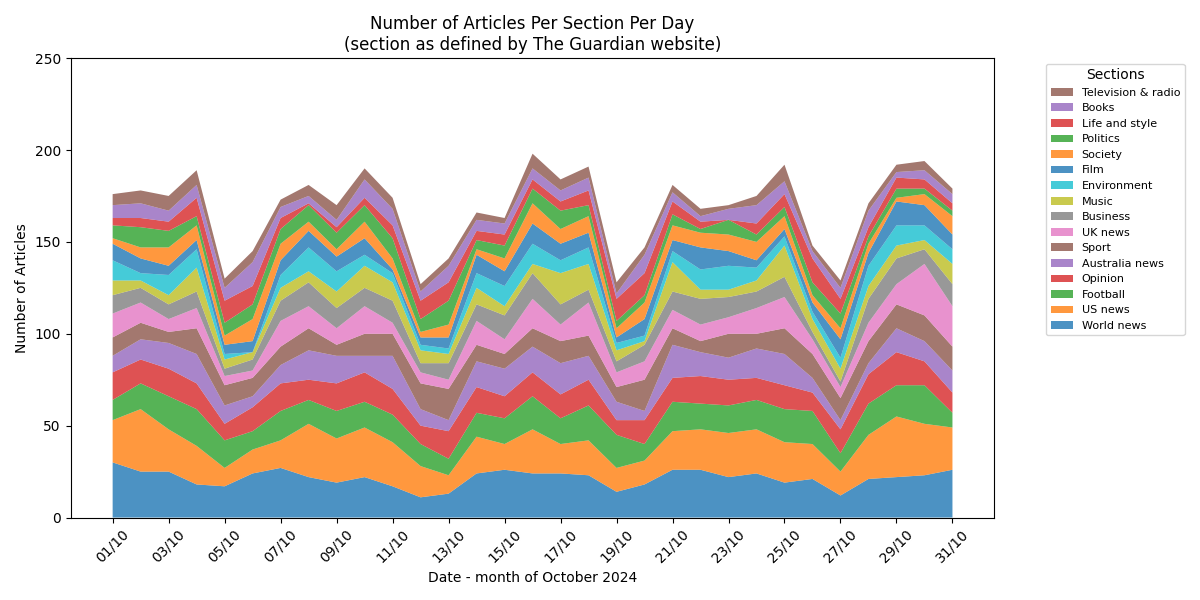 Number of Articles Per Section Per Day
(section as defined by The Guardian website)
Number of Articles
250
200
150
100
50
0
01/10
03/10
05/10
07/10
09/10
11/10
13/10
15/10
17/10
19/10
21/10
23/10
25/10
27/10
29/10
31/10
Date - month of October 2024
Sections
Television & radio
Books
Life and style
Politics
Society
Film
Environment
Music
Business
UK news
Sport
Australia news
Opinion
Football
US news
World news